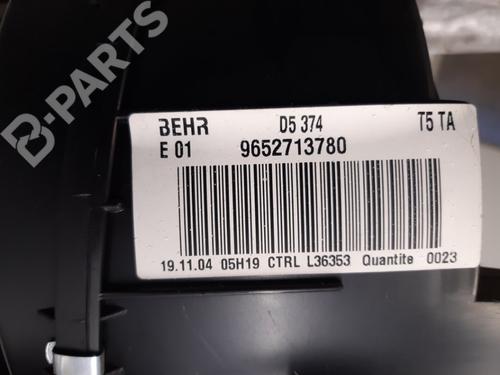 B-PARTS
BEHR D5 374 T5 TA
E 01 9652713780
19.11.04 05H19 CTRL L36353 Quantite 0023